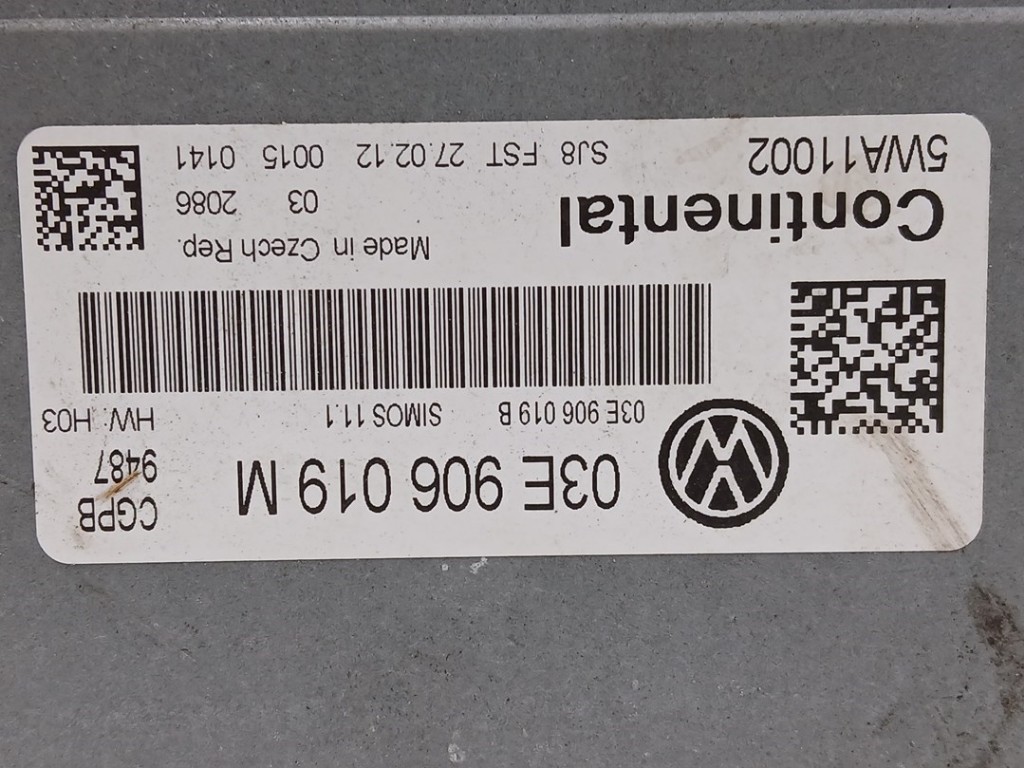 03E 906 019 M
CGPB
9487
03E 906 019 B SIMOS 11.1 HW: H03
Continental
Made in Czech Rep.
03 2086
5WA11002
SJ8 FST 27.02.12 0015 0141